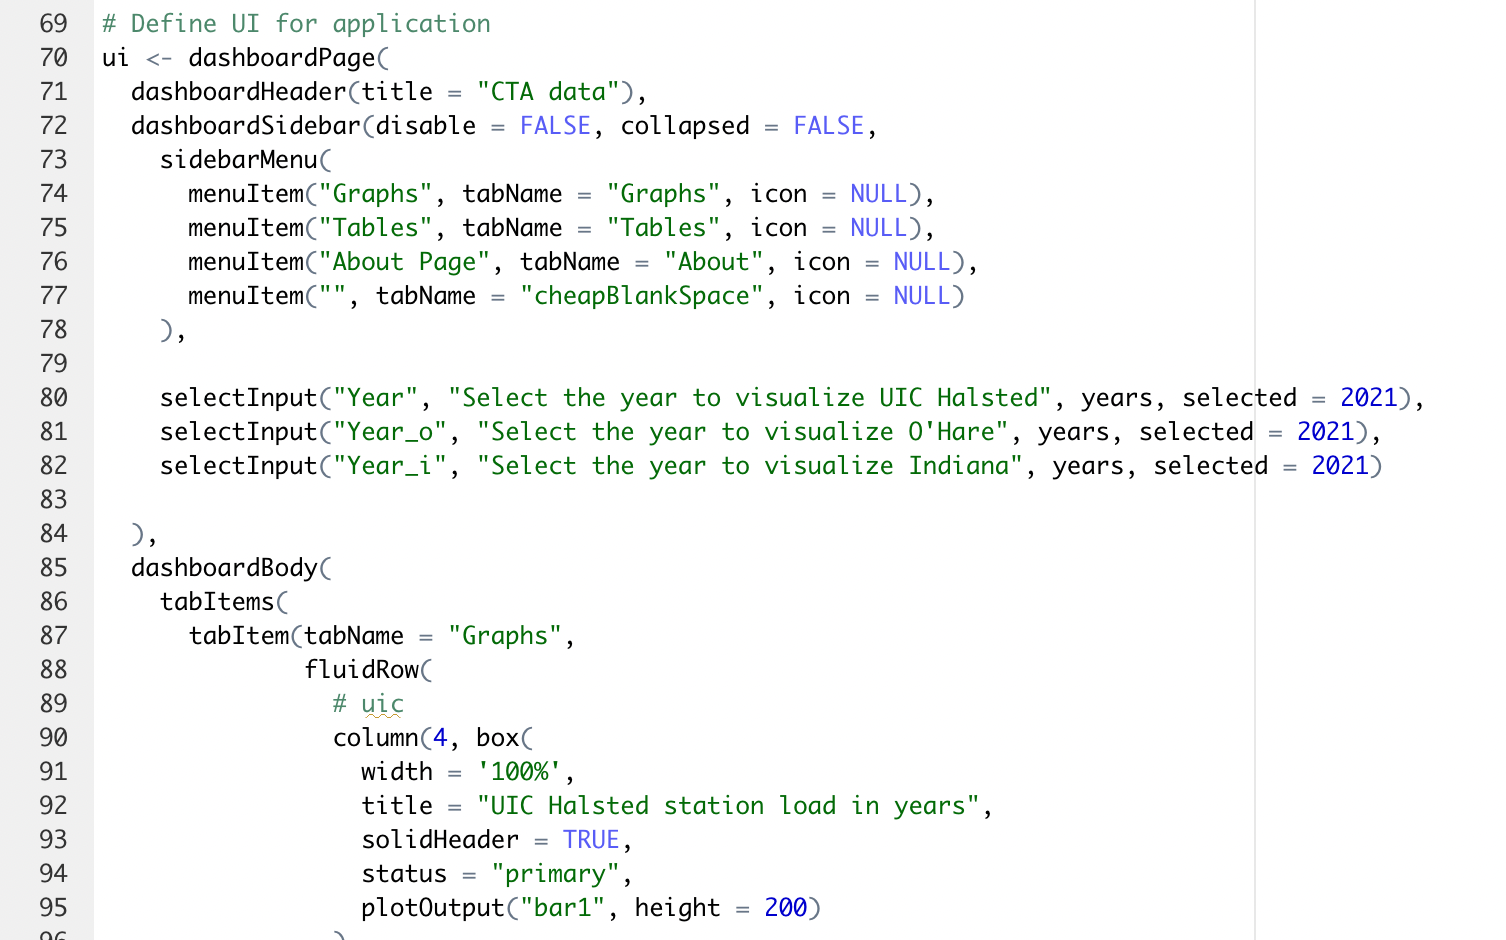 69 # Define UI for application
70 ui <- dashboardPage(
71   dashboardHeader(title = "CTA data"),
72   dashboardSidebar(disable = FALSE, collapsed = FALSE,
73     sidebarMenu(
74       menuItem("Graphs", tabName = "Graphs", icon = NULL),
75       menuItem("Tables", tabName = "Tables", icon = NULL),
76       menuItem("About Page", tabName = "About", icon = NULL),
77       menuItem("", tabName = "cheapBlankSpace", icon = NULL)
78     ),
79
80     selectInput("Year", "Select the year to visualize UIC Halsted", years, selected = 2021),
81     selectInput("Year_o", "Select the year to visualize O'Hare", years, selected = 2021),
82     selectInput("Year_i", "Select the year to visualize Indiana", years, selected = 2021)
83
84   ),
85   dashboardBody(
86     tabItems(
87       tabItem(tabName = "Graphs",
88               fluidRow(
89                 # uic
90                 column(4, box(
91                   width = '100%',
92                   title = "UIC Halsted station load in years",
93                   solidHeader = TRUE,
94                   status = "primary",
95                   plotOutput("bar1", height = 200)
96                 )